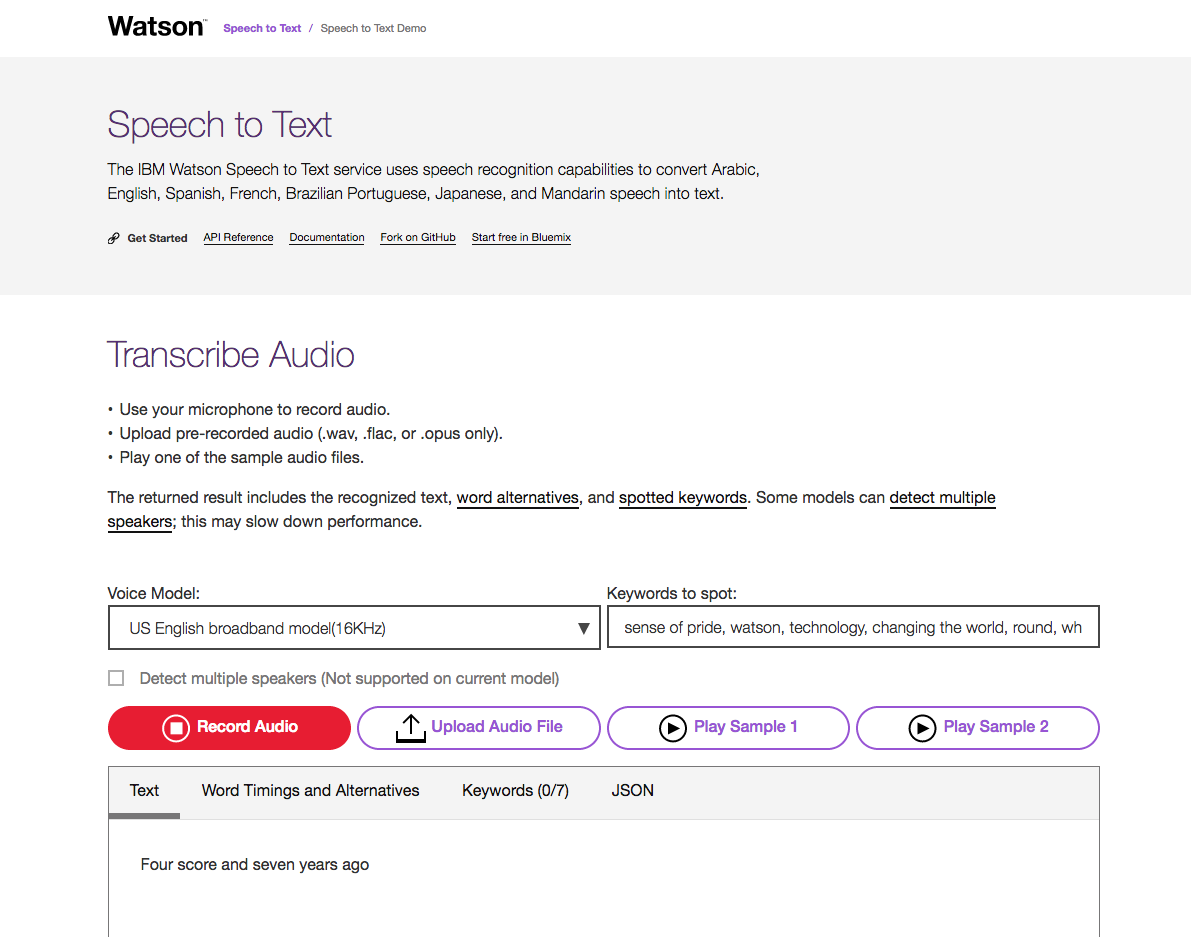 Watson™ Speech to Text / Speech to Text Demo
Speech to Text
The IBM Watson Speech to Text service uses speech recognition capabilities to convert Arabic,
English, Spanish, French, Brazilian Portuguese, Japanese, and Mandarin speech into text.
Get Started API Reference Documentation Fork on GitHub Start free in Bluemix
Transcribe Audio
• Use your microphone to record audio.
• Upload pre-recorded audio (.wav, .flac, or .opus only).
• Play one of the sample audio files.
The returned result includes the recognized text, word alternatives, and spotted keywords. Some models can detect multiple
speakers; this may slow down performance.
Voice Model: Keywords to spot:
US English broadband model(16KHz) ▼ sense of pride, watson, technology, changing the world, round, wh
Detect multiple speakers (Not supported on current model)
Record Audio Upload Audio File Play Sample 1 Play Sample 2
Text Word Timings and Alternatives Keywords (0/7) JSON
Four score and seven years ago